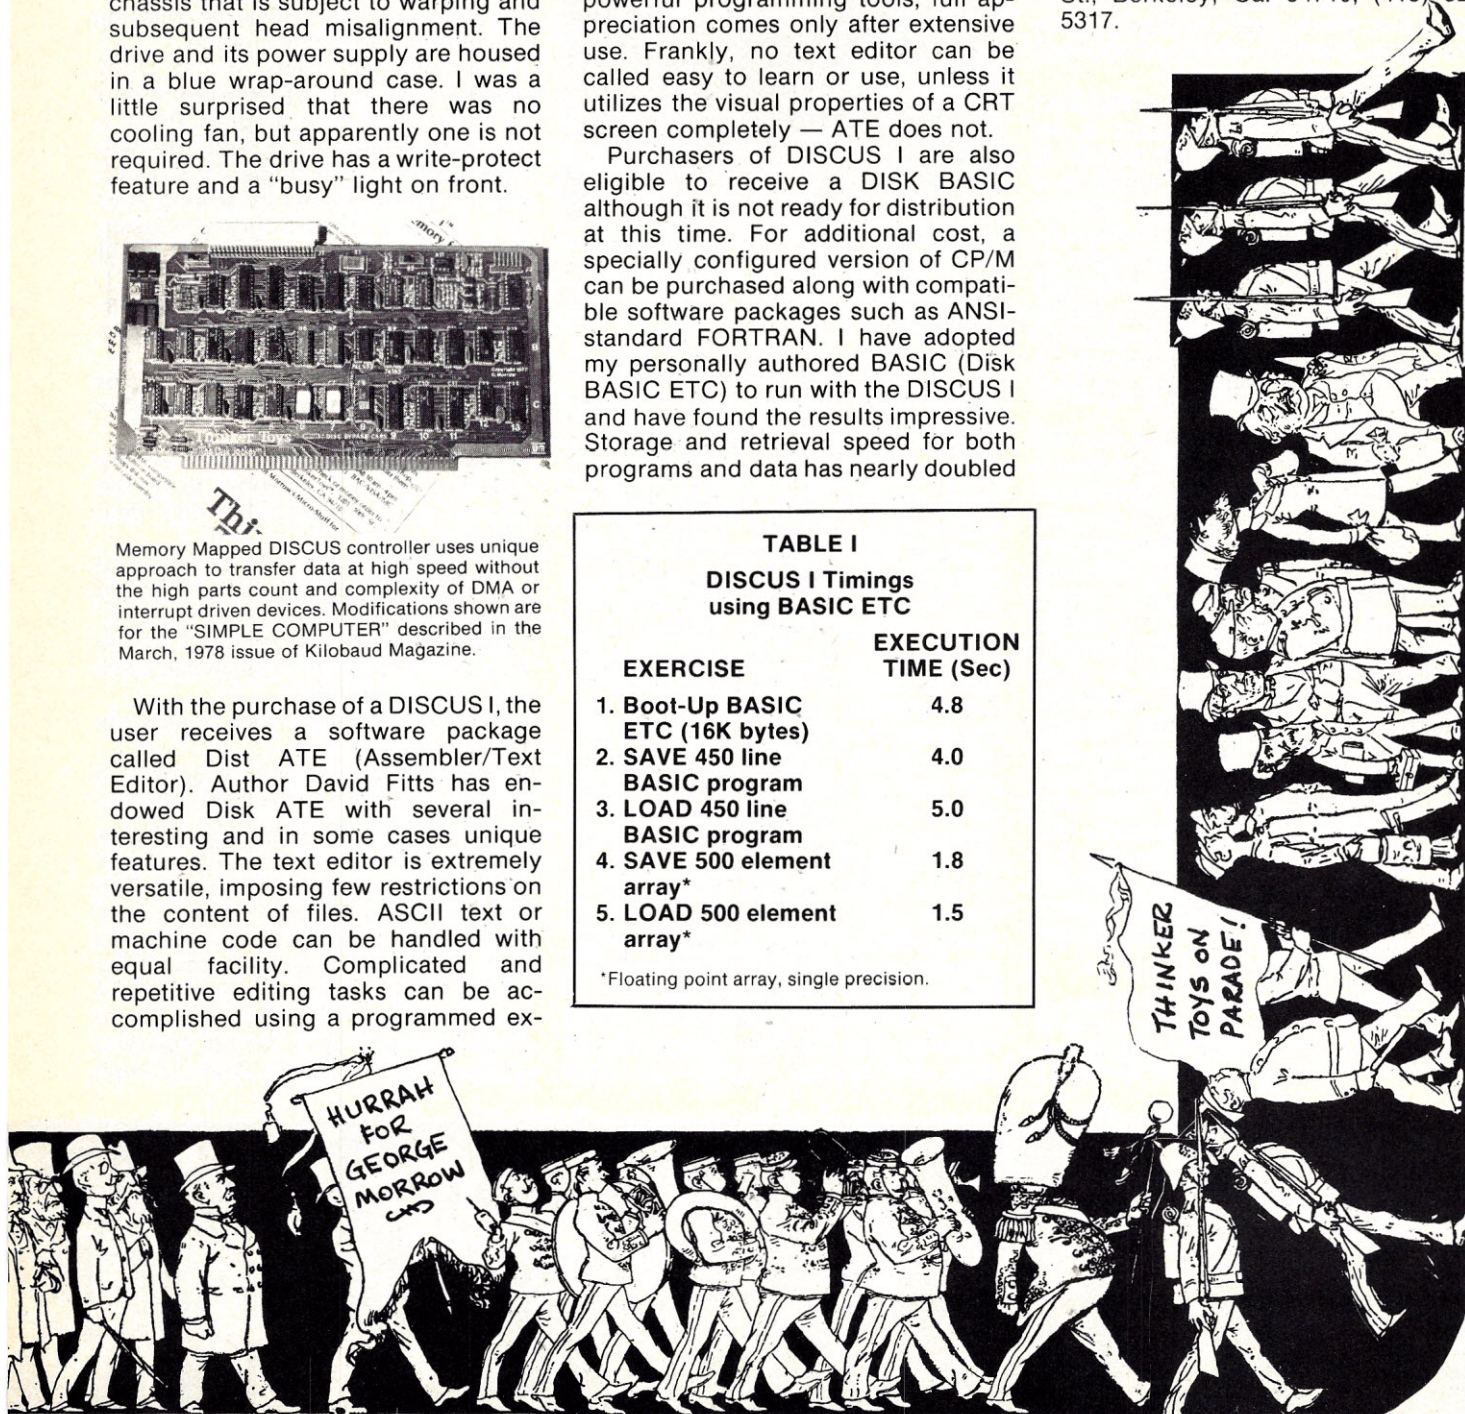 chassis that is subject to warping and
subsequent head misalignment. The
drive and its power supply are housed
in a blue wrap-around case. I was a
little surprised that there was no
cooling fan, but apparently one is not
required. The drive has a write-protect
feature and a “busy” light on front.
Thinker Toys
DISC BYPASS CAPS
A
B
C
9 10 11 12 13
Thi
Memory Mapped DISCUS controller uses unique
approach to transfer data at high speed without
the high parts count and complexity of DMA or
interrupt driven devices. Modifications shown are
for the “SIMPLE COMPUTER” described in the
March, 1978 issue of Kilobaud Magazine.
With the purchase of a DISCUS I, the
user receives a software package
called Dist ATE (Assembler/Text
Editor). Author David Fitts has en-
dowed Disk ATE with several in-
teresting and in some cases unique
features. The text editor is extremely
versatile, imposing few restrictions on
the content of files. ASCII text or
machine code can be handled with
equal facility. Complicated and
repetitive editing tasks can be ac-
complished using a programmed ex-
powerful programming tools, full ap-
preciation comes only after extensive
use. Frankly, no text editor can be
called easy to learn or use, unless it
utilizes the visual properties of a CRT
screen completely — ATE does not.
Purchasers of DISCUS I are also
eligible to receive a DISK BASIC
although it is not ready for distribution
at this time. For additional cost, a
specially configured version of CP/M
can be purchased along with compati-
ble software packages such as ANSI-
standard FORTRAN. I have adopted
my personally authored BASIC (Disk
BASIC ETC) to run with the DISCUS I
and have found the results impressive.
Storage and retrieval speed for both
programs and data has nearly doubled
TABLE I
DISCUS I Timings
using BASIC ETC
EXECUTION
EXERCISE TIME (Sec)
1. Boot-Up BASIC 4.8
ETC (16K bytes)
2. SAVE 450 line 4.0
BASIC program
3. LOAD 450 line 5.0
BASIC program
4. SAVE 500 element 1.8
array*
5. LOAD 500 element 1.5
array*
*Floating point array, single precision.
5317.
THINKER
TOYS ON
PARADE!
HURRAH
FOR
GEORGE
MORROW